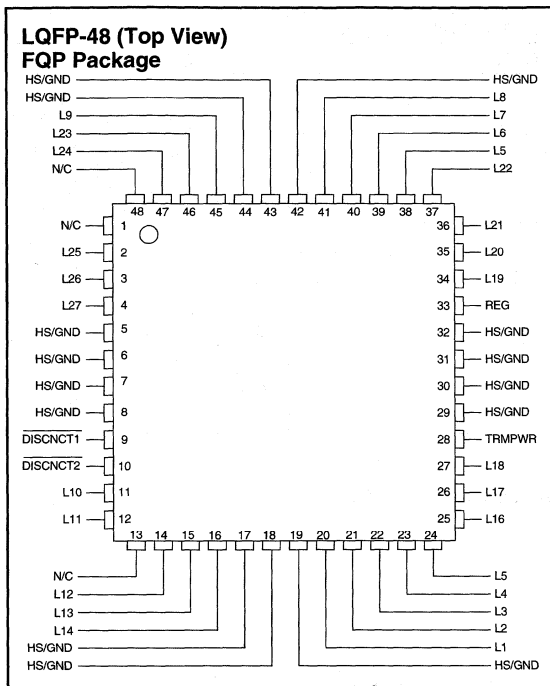 LQFP-48 (Top View)
FQP Package
HS/GND
HS/GND
L9
L23
L24
N/C
HS/GND
L8
L7
L6
L5
L22
48 47 46 45 44 43 42 41 40 39 38 37
N/C 1
L25 2
L26 3
L27 4
HS/GND 5
HS/GND 6
HS/GND 7
HS/GND 8
DISCNCT1 9
DISCNCT2 10
L10 11
L11 12
36 L21
35 L20
34 L19
33 REG
32 HS/GND
31 HS/GND
30 HS/GND
29 HS/GND
28 TRMPWR
27 L18
26 L17
25 L16
13 14 15 16 17 18 19 20 21 22 23 24
N/C
L12
L13
L14
HS/GND
HS/GND
L5
L4
L3
L2
L1
HS/GND